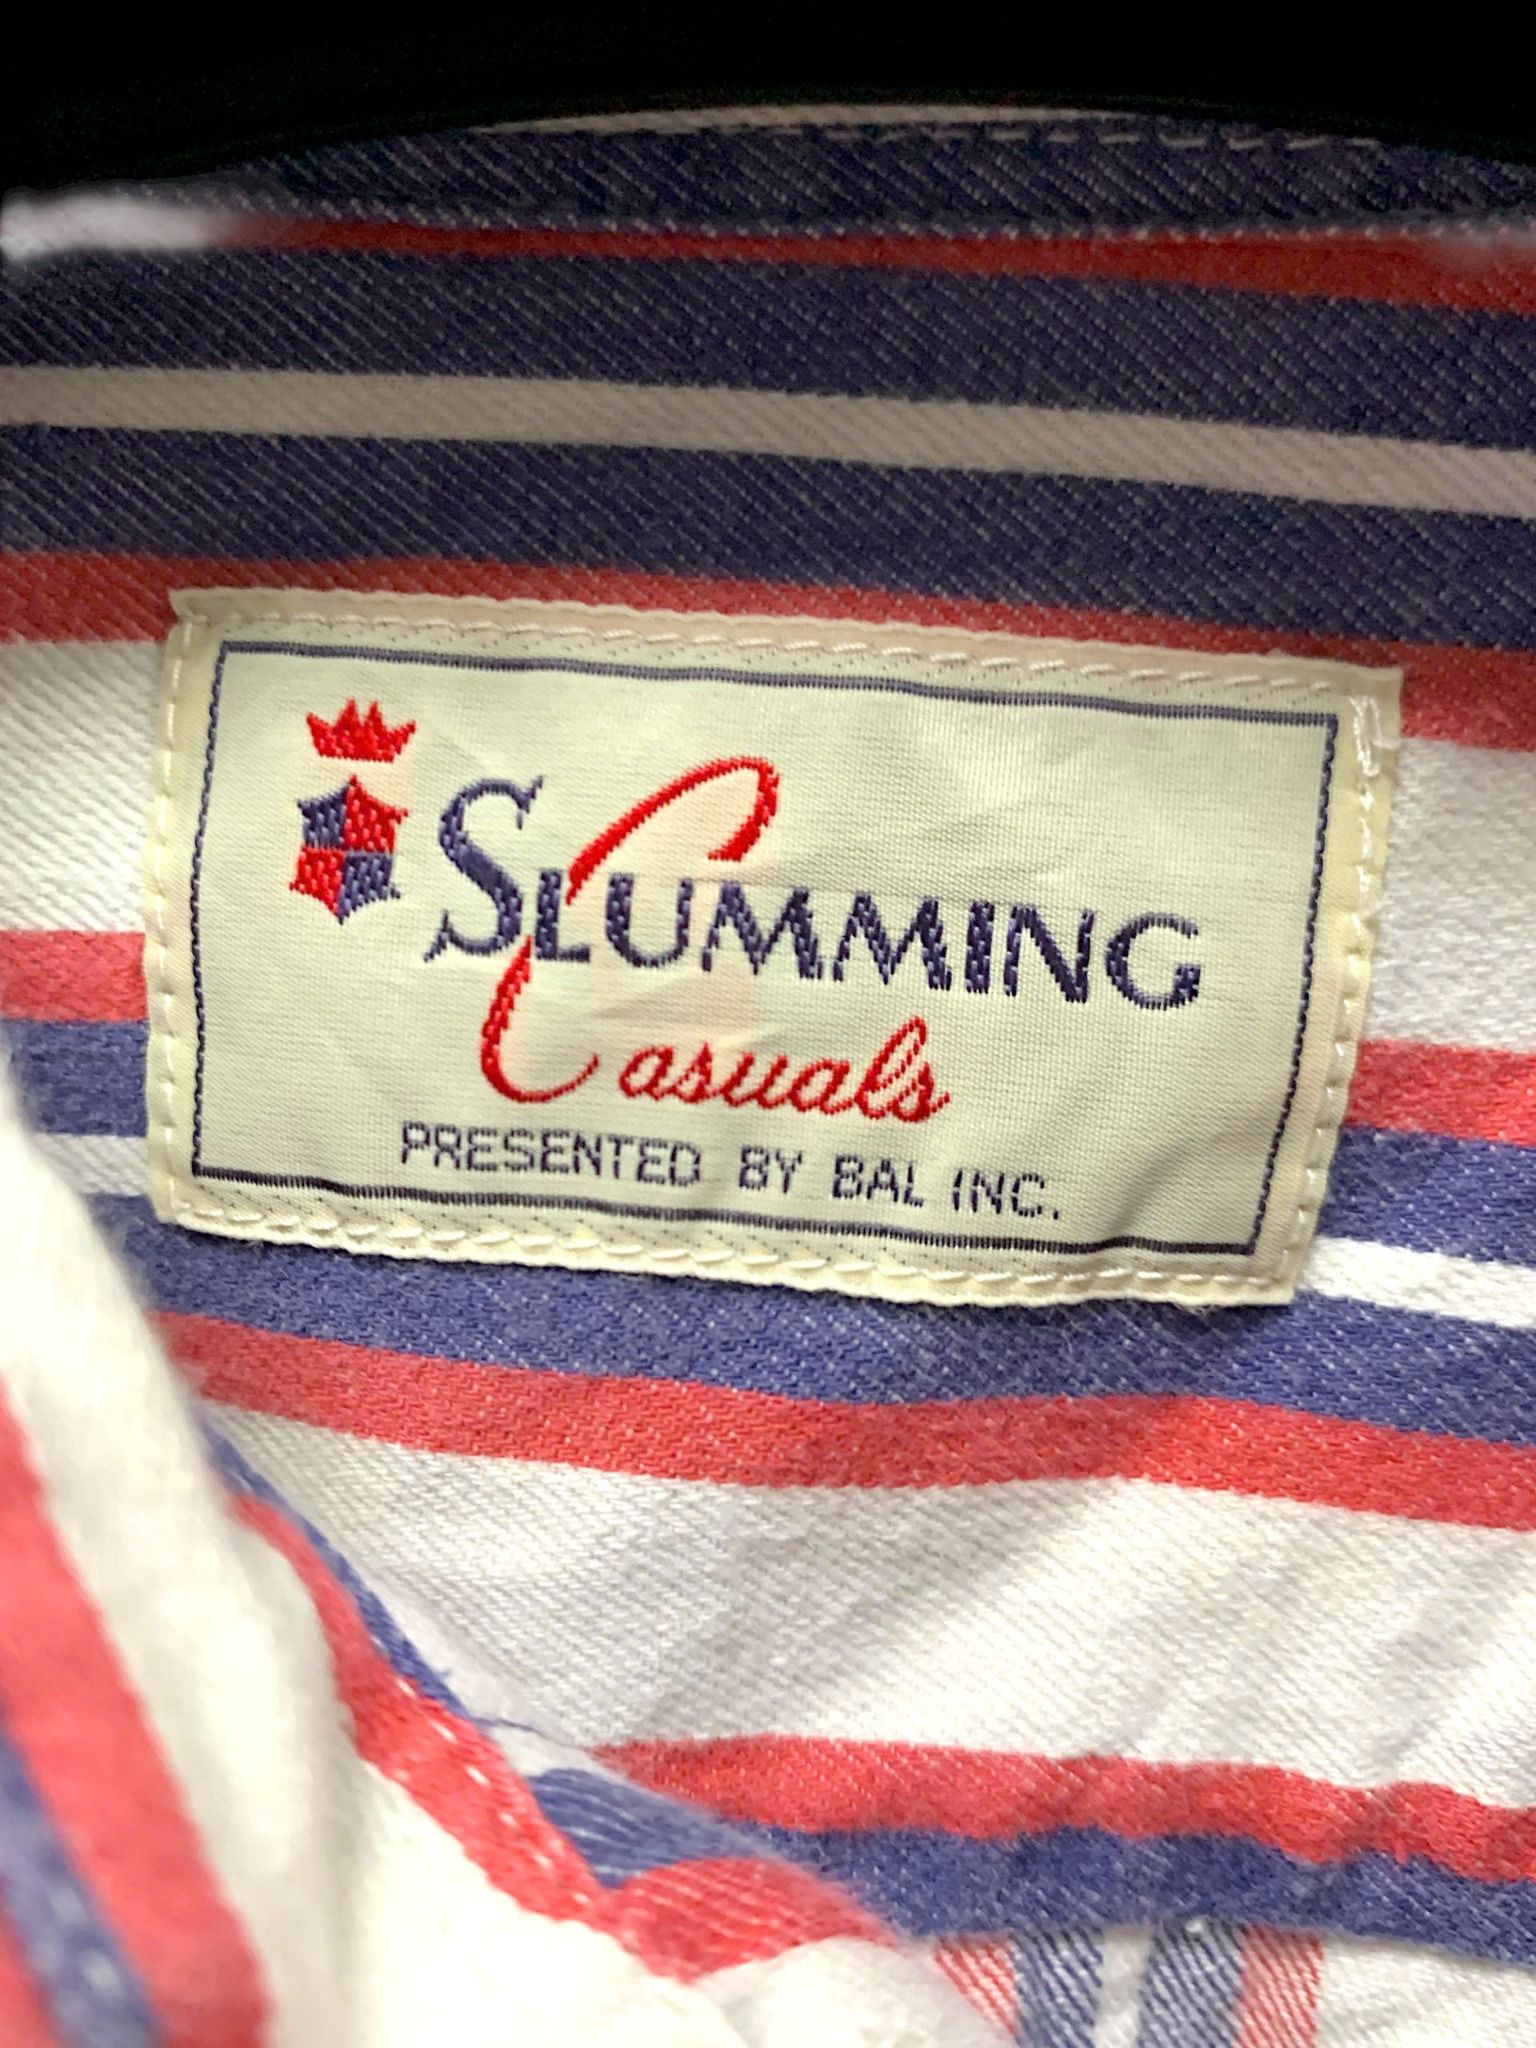 SLUMMING
Casuals
PRESENTED BY BAL INC.